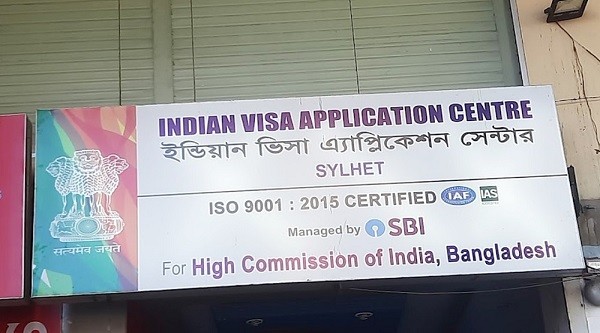 INDIAN VISA APPLICATION CENTRE
ইন্ডিয়ান ভিসা এ্যাপ্লিকেশন সেন্টার
SYLHET
ISO 9001 : 2015 CERTIFIED IAF IAS
Managed by SBI
For High Commission of India, Bangladesh
सत्यमेव जयते